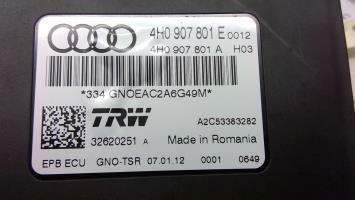 4H0 907 801 E 0012
4H0 907 801 A H03
*334 GNOEAC2A6G49M*
TRW A2C53383282
32620251 A Made in Romania
EPB ECU GNO-TSR 07.01.12 0001 0649